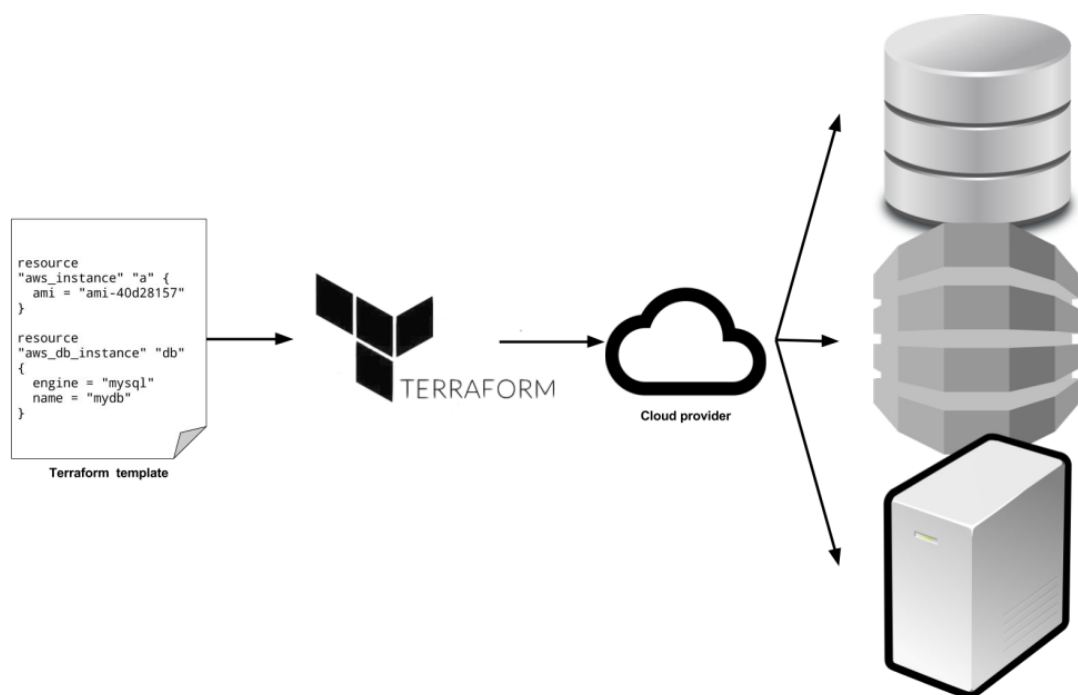 resource
"aws_instance" "a" {
  ami = "ami-40d28157"
}
resource
"aws_db_instance" "db"
{
  engine = "mysql"
  name = "mydb"
}
Terraform template
TERRAFORM
Cloud provider